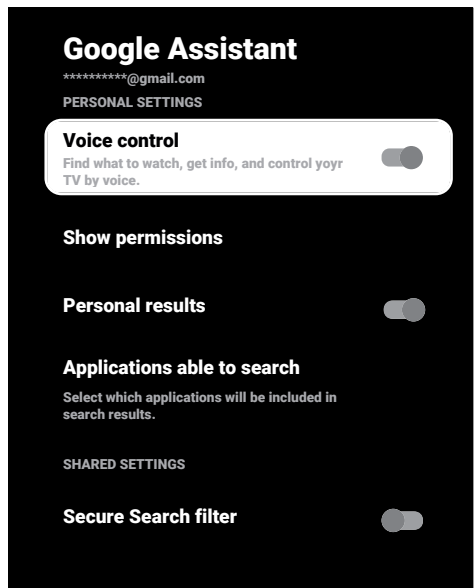 Google Assistant
**********@gmail.com
PERSONAL SETTINGS
Voice control
Find what to watch, get info, and control yoyr
TV by voice.
Show permissions
Personal results
Applications able to search
Select which applications will be included in
search results.
SHARED SETTINGS
Secure Search filter